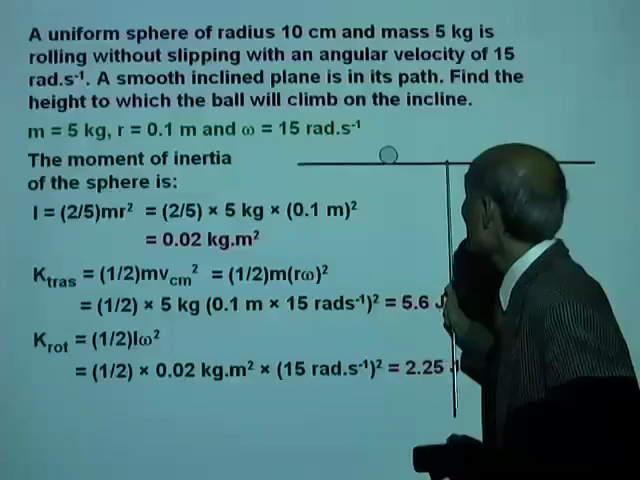 A uniform sphere of radius 10 cm and mass 5 kg is
rolling without slipping with an angular velocity of 15
rad.s⁻¹. A smooth inclined plane is in its path. Find the
height to which the ball will climb on the incline.
m = 5 kg, r = 0.1 m and ω = 15 rad.s⁻¹
The moment of inertia
of the sphere is:
I = (2/5)mr² = (2/5) × 5 kg × (0.1 m)²
= 0.02 kg.m²
K_tras = (1/2)mv_cm² = (1/2)m(rω)²
= (1/2) × 5 kg (0.1 m × 15 rads⁻¹)² = 5.6 J
K_rot = (1/2)Iω²
= (1/2) × 0.02 kg.m² × (15 rad.s⁻¹)² = 2.25